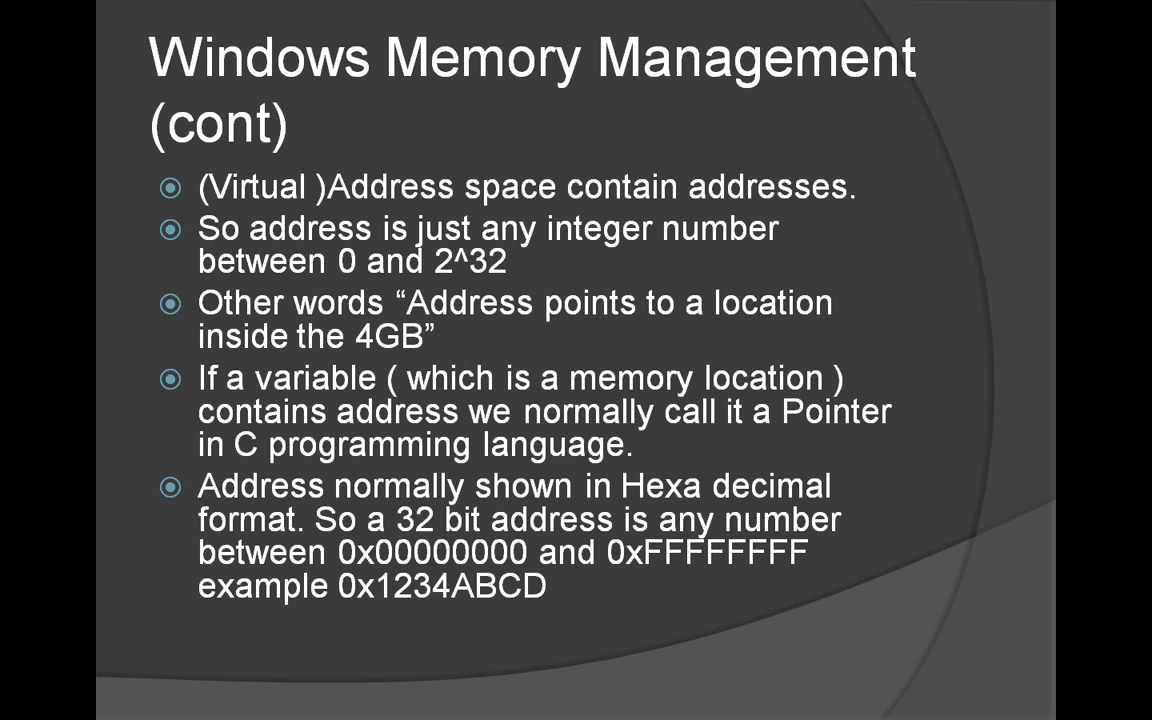 Windows Memory Management
(cont)
(Virtual )Address space contain addresses.
So address is just any integer number
between 0 and 2^32
Other words “Address points to a location
inside the 4GB”
If a variable ( which is a memory location )
contains address we normally call it a Pointer
in C programming language.
Address normally shown in Hexa decimal
format. So a 32 bit address is any number
between 0x00000000 and 0xFFFFFFFF
example 0x1234ABCD